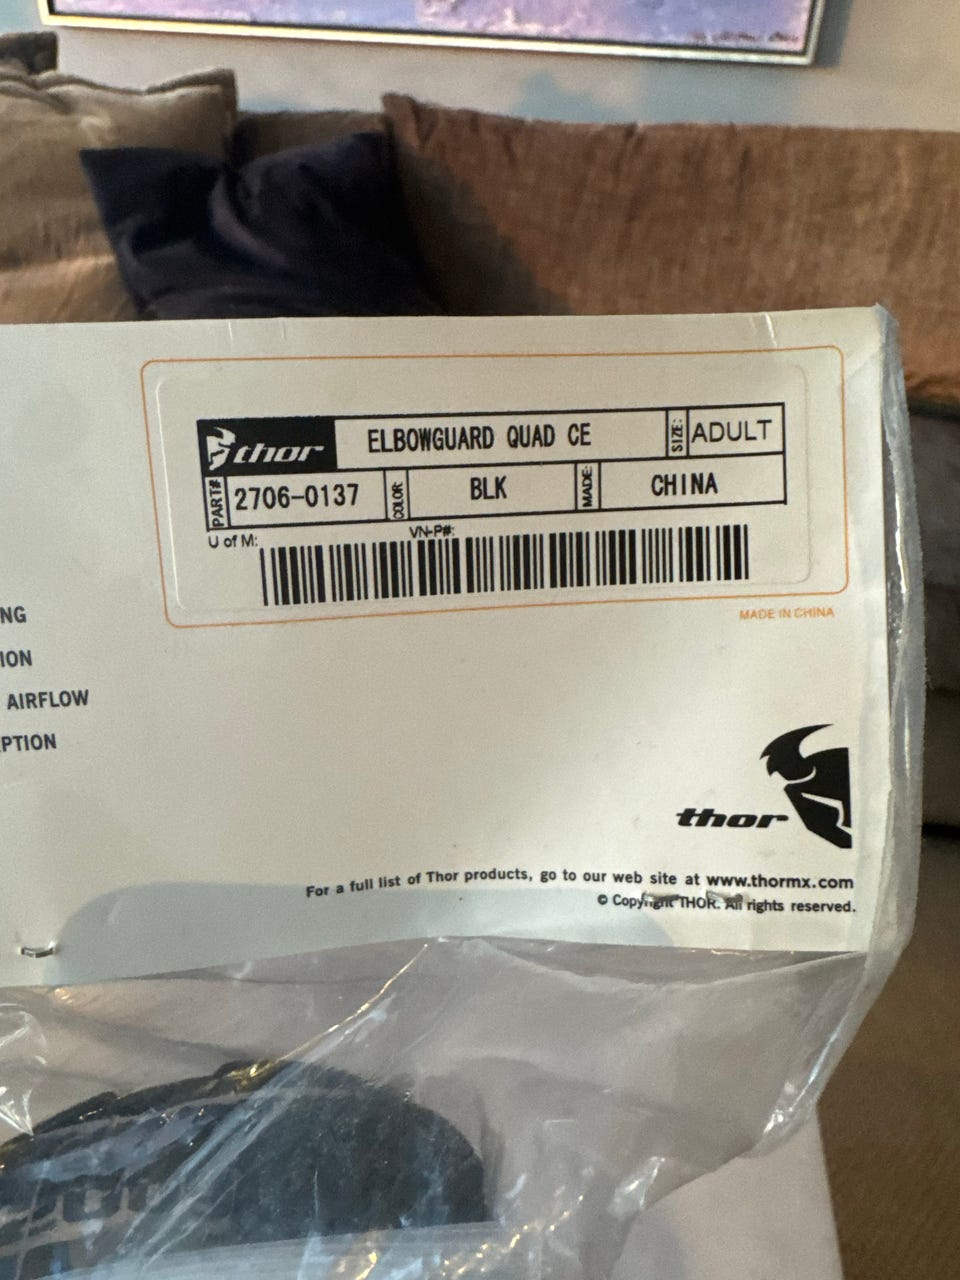 thor
ELBOWGUARD QUAD CE
SIZE: ADULT
PART# 2706-0137
COLOR: BLK
MADE: CHINA
U of M:
VN-P#:
MADE IN CHINA
NG
ION
AIRFLOW
PTION
thor
For a full list of Thor products, go to our web site at www.thormx.com
© Copyright THOR. All rights reserved.